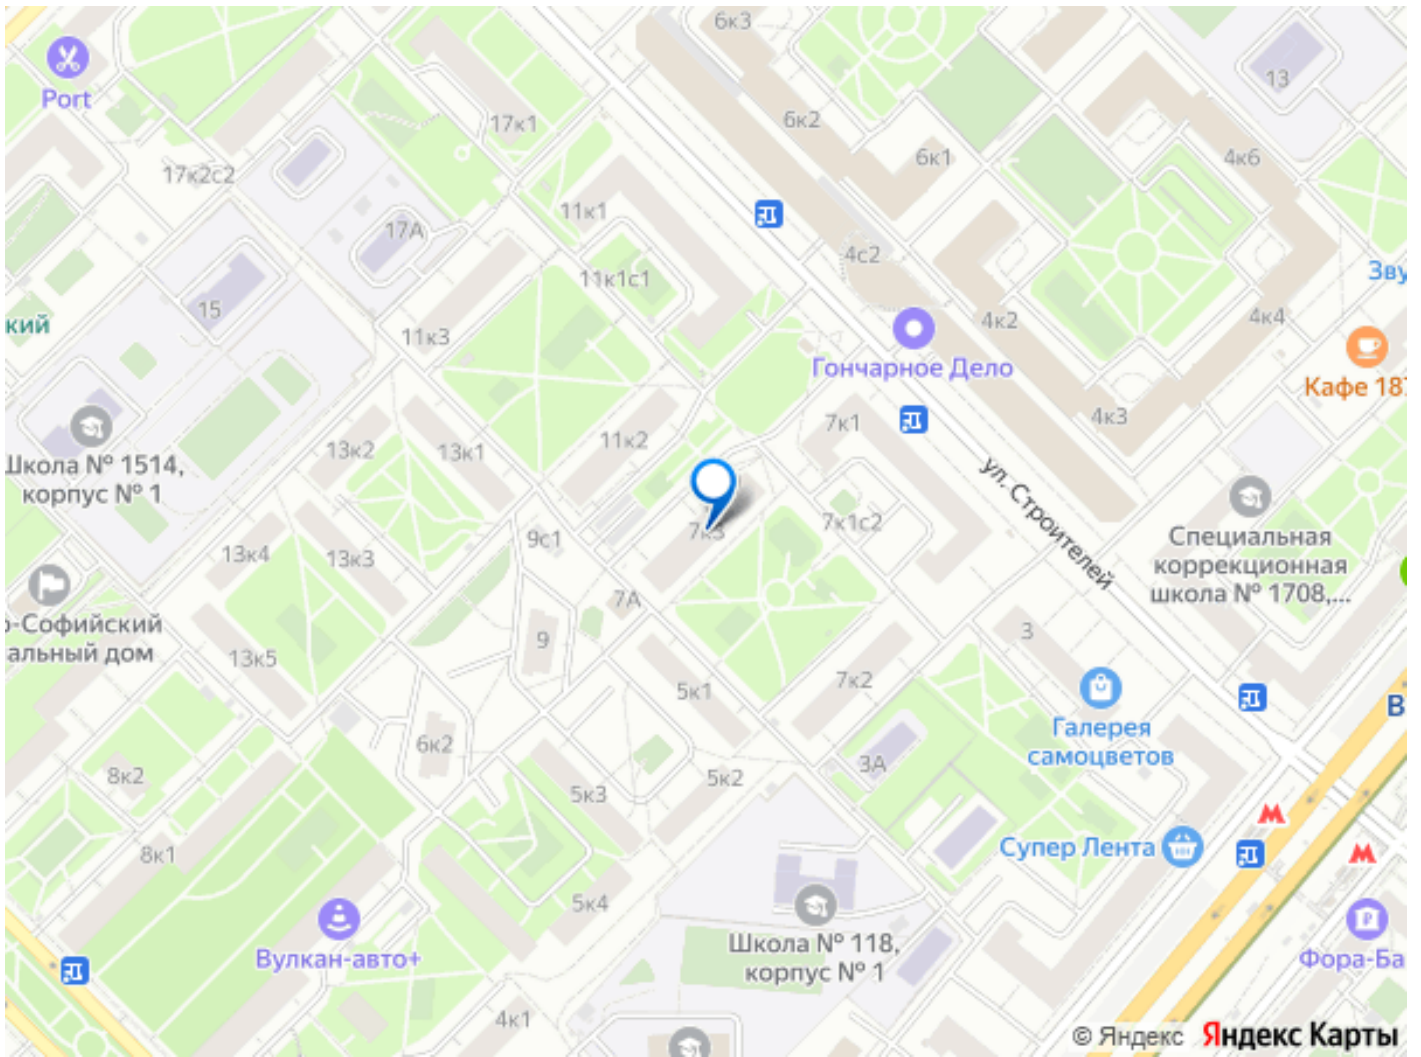 6к3
Port
13
17к1
6к2
6к1
4к6
17к2с2
11к1
17А
4с2
Зву
11к1с1
15
кий
11к3
4к2
4к4
Гончарное Дело
Кафе 187
4к3
7к1
11к2
13к2
13к1
Школа № 1514,
корпус № 1
ул. Строителей
7к3
7к1с2
9с1
Специальная
коррекционная
школа № 1708,...
13к4
13к3
7А
о-Софийский
альный дом
9
3
13к5
5к1
7к2
В
Галерея
самоцветов
6к2
3А
8к2
5к3
5к2
Супер Лента
8к1
5к4
Вулкан-авто+
Школа № 118,
корпус № 1
Фора-Ба
4к1
© Яндекс Яндекс Карты